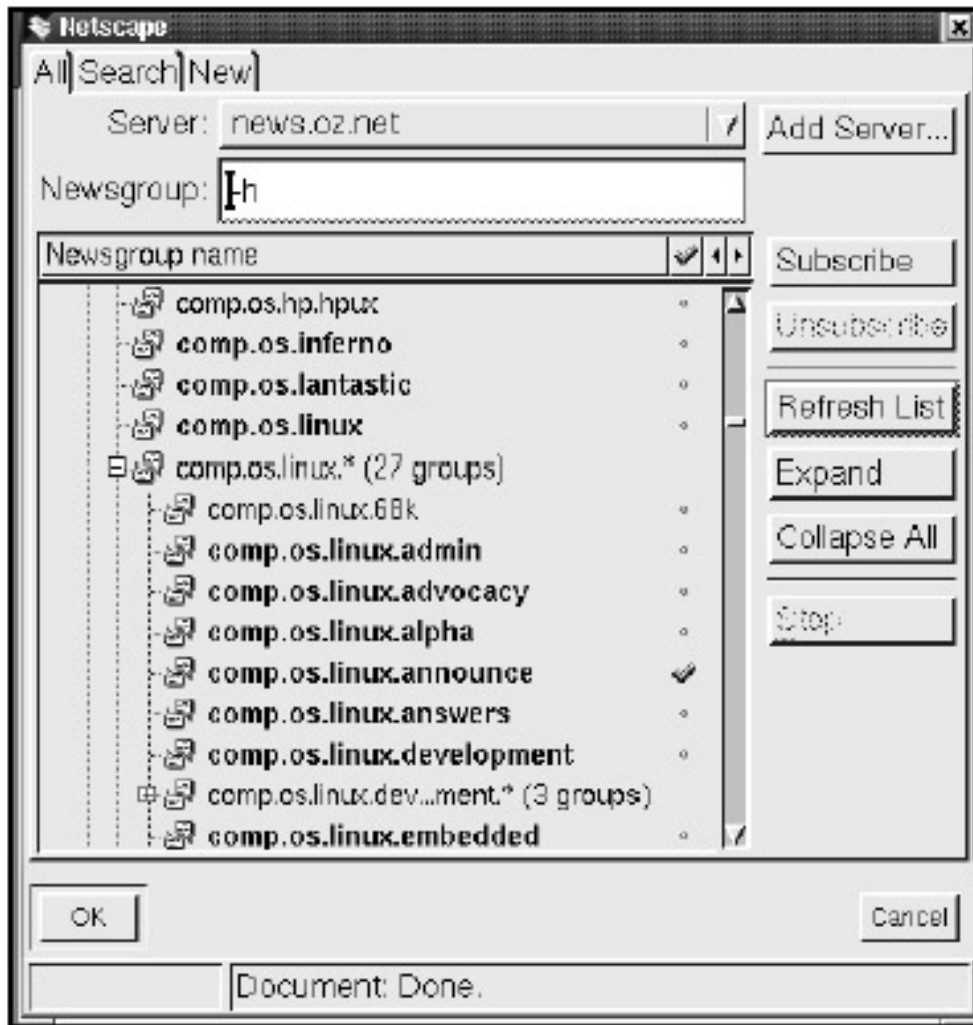 Netscape
All Search New
Server: news.oz.net Add Server...
Newsgroup: -h
Newsgroup name
Subscribe
comp.os.hp.hpux
Unsubscribe
comp.os.inferno
comp.os.lantastic
Refresh List
comp.os.linux
comp.os.linux.* (27 groups)
Expand
comp.os.linux.68k
comp.os.linux.admin
Collapse All
comp.os.linux.advocacy
comp.os.linux.alpha
Stop
comp.os.linux.announce
comp.os.linux.answers
comp.os.linux.development
comp.os.linux.dev...ment.* (3 groups)
comp.os.linux.embedded
OK Cancel
Document: Done.